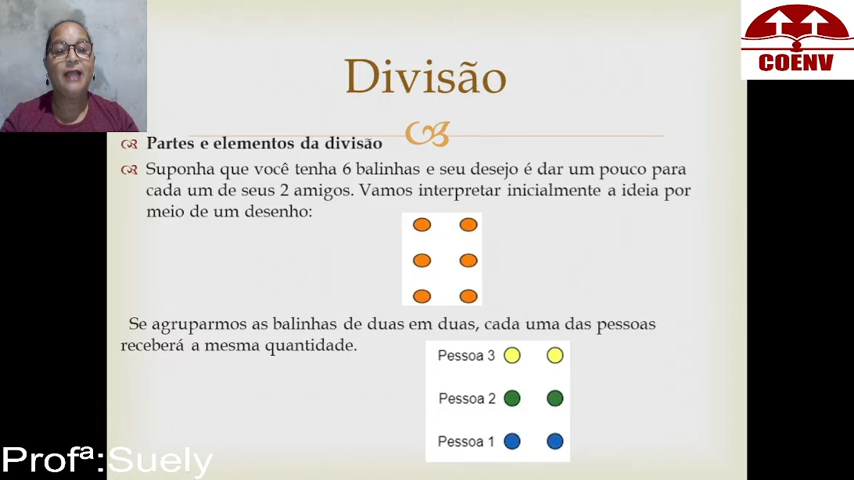 COENV
Divisão
Partes e elementos da divisão
Suponha que você tenha 6 balinhas e seu desejo é dar um pouco para
cada um de seus 2 amigos. Vamos interpretar inicialmente a ideia por
meio de um desenho:
Se agruparmos as balinhas de duas em duas, cada uma das pessoas
receberá a mesma quantidade.
Pessoa 3
Pessoa 2
Pessoa 1
Profª:Suely